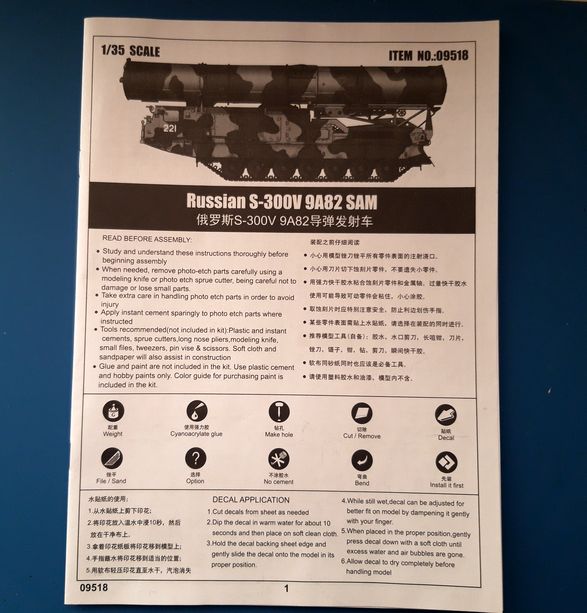 1/35 SCALE
ITEM NO.:09518
221
Russian S-300V 9A82 SAM
俄罗斯S-300V 9A82导弹发射车
READ BEFORE ASSEMBLY:
● Study and understand these instructions thoroughly before
beginning assembly
● When needed, remove photo-etch parts carefully using a
modeling knife or photo etch sprue cutter, being careful not to
damage or lose small parts.
● Take extra care in handling photo-etch parts in order to avoid
injury
● Apply instant cement sparingly to photo-etch parts where
instructed
● Tools recommended(not included in kit):Plastic and instant
cements, sprue cutters,long nose pliers,modeling knife,
small files, tweezers, pin vise & scissors. Soft cloth and
sandpaper will also assist in construction
● Glue and paint are not included in the kit. Use plastic cement
and hobby paints only. Color guide for purchasing paint is
included in the kit.
装配之前仔细阅读
● 小心用模型锉刀锉平所有零件表面的注射浇口.
● 小心用刀片切下蚀刻片零件, 不要遗失小零件.
● 用强力快干胶水粘合蚀刻片零件和金属轴, 过量快干胶水
使用可能导致可动零件会粘住, 小心涂胶.
● 取蚀刻片时应特别注意安全, 防止利边划伤手指.
● 某些零件表面需贴上水贴纸, 请选择在装配的同时进行.
● 推荐模型工具(自备): 胶水, 水口剪刀, 长咀钳, 刀片,
锉刀, 镊子, 钳, 钻, 剪刀, 瞬间快干胶.
● 软布同砂纸同时也应该是必备工具.
● 请使用塑料胶水和油漆, 模型内不含.
配重
Weight
使用强力胶
Cyanoacrylate glue
钻孔
Make hole
切除
Cut / Remove
贴纸
Decal
锉平
File / Sand
选择
Option
不涂胶水
No cement
弯曲
Bend
先装
Install it first
水贴纸的使用:
1.从水贴纸上剪下印花;
2.将印花放入温水中浸10秒, 然后
放在干净布上.
3.拿着印花纸板将印花移到模型上;
4.手指蘸水将印花移到适当的位置;
5.用软布轻压印花直至水干, 汽泡消失
DECAL APPLICATION
1.Cut decals from sheet as needed
2.Dip the decal in warm water for about 10
seconds and then place on soft clean cloth.
3.Hold the decal backing sheet edge and
gently slide the decal onto the model in its
proper position.
4.While still wet,decal can be adjusted for
better fit on model by dampening it gently
with your finger.
5.When placed in the proper position,gently
press decal down with a soft cloth until
excess water and air bubbles are gone.
6.Allow decal to dry completely before
handling model
09518
1